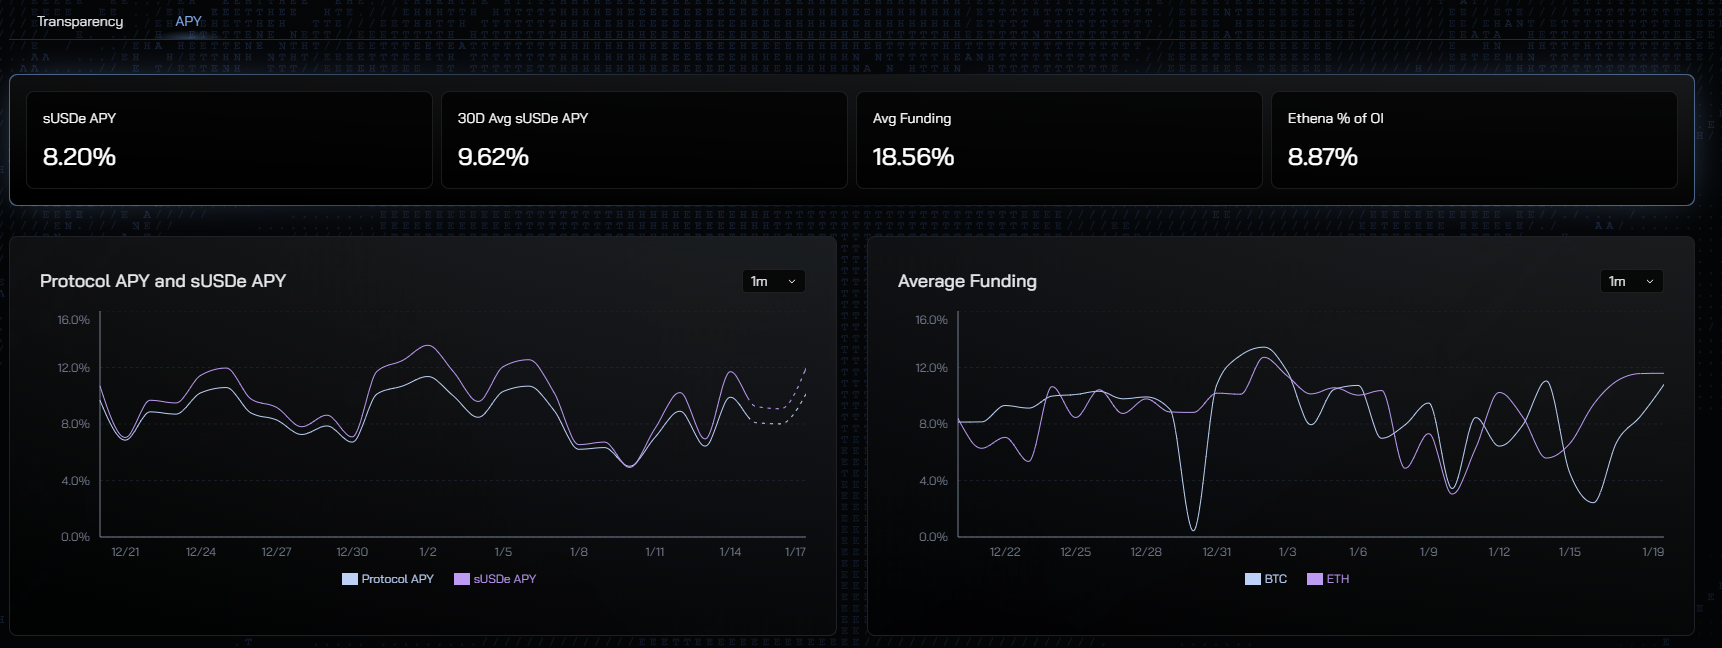 Transparency APY
sUSDe APY
8.20%
30D Avg sUSDe APY
9.62%
Avg Funding
18.56%
Ethena % of OI
8.87%
Protocol APY and sUSDe APY
1m
16.0%
12.0%
8.0%
4.0%
0.0%
12/21 12/24 12/27 12/30 1/2 1/5 1/8 1/11 1/14 1/17
Protocol APY sUSDe APY
Average Funding
1m
16.0%
12.0%
8.0%
4.0%
0.0%
12/22 12/25 12/28 12/31 1/3 1/6 1/9 1/12 1/15 1/19
BTC ETH